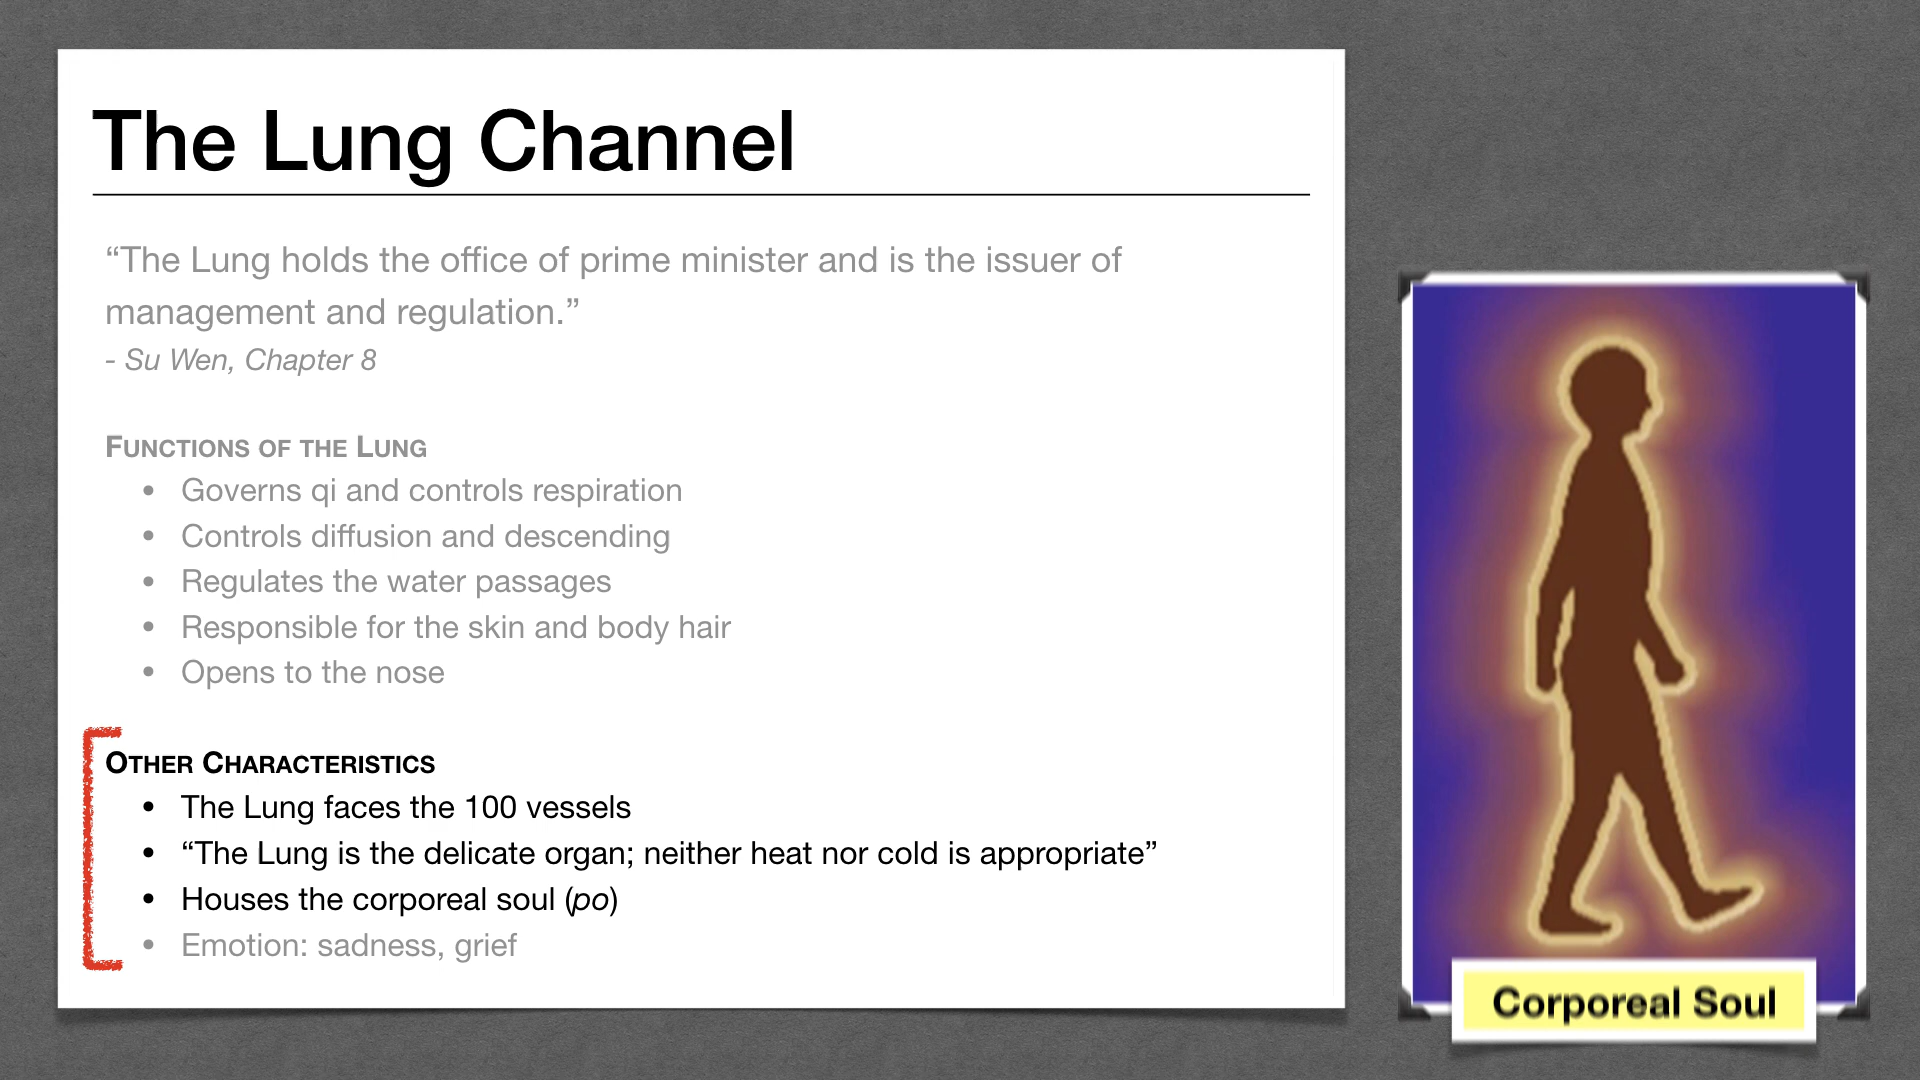 The Lung Channel
“The Lung holds the office of prime minister and is the issuer of
management and regulation.”
- Su Wen, Chapter 8
FUNCTIONS OF THE LUNG
• Governs qi and controls respiration
• Controls diffusion and descending
• Regulates the water passages
• Responsible for the skin and body hair
• Opens to the nose
OTHER CHARACTERISTICS
• The Lung faces the 100 vessels
• “The Lung is the delicate organ; neither heat nor cold is appropriate”
• Houses the corporeal soul (po)
• Emotion: sadness, grief
Corporeal Soul